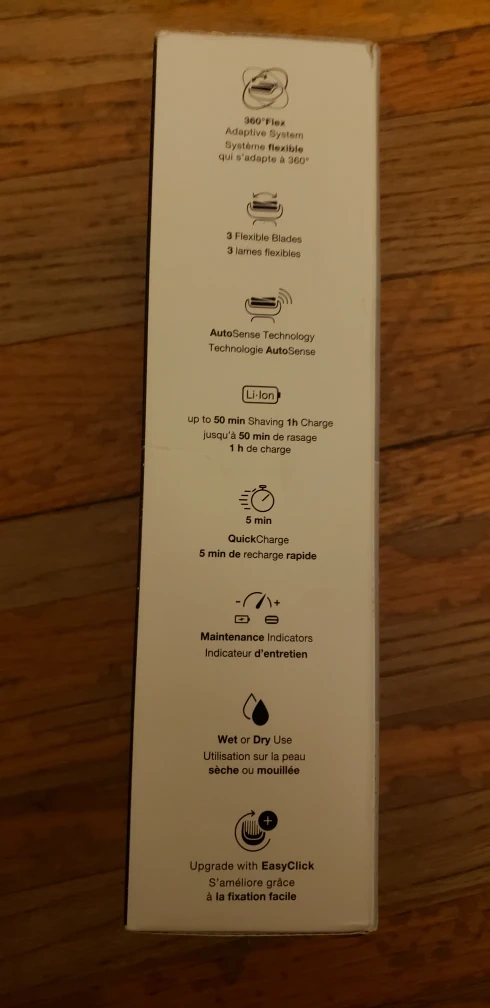 360°Flex
Adaptive System
Système flexible
qui s'adapte à 360°
3 Flexible Blades
3 lames flexibles
AutoSense Technology
Technologie AutoSense
Li-Ion
up to 50 min Shaving 1h Charge
jusqu'à 50 min de rasage
1 h de charge
5 min
QuickCharge
5 min de recharge rapide
- +
Maintenance Indicators
Indicateur d'entretien
Wet or Dry Use
Utilisation sur la peau
sèche ou mouillée
+
Upgrade with EasyClick
S'améliore grâce
à la fixation facile